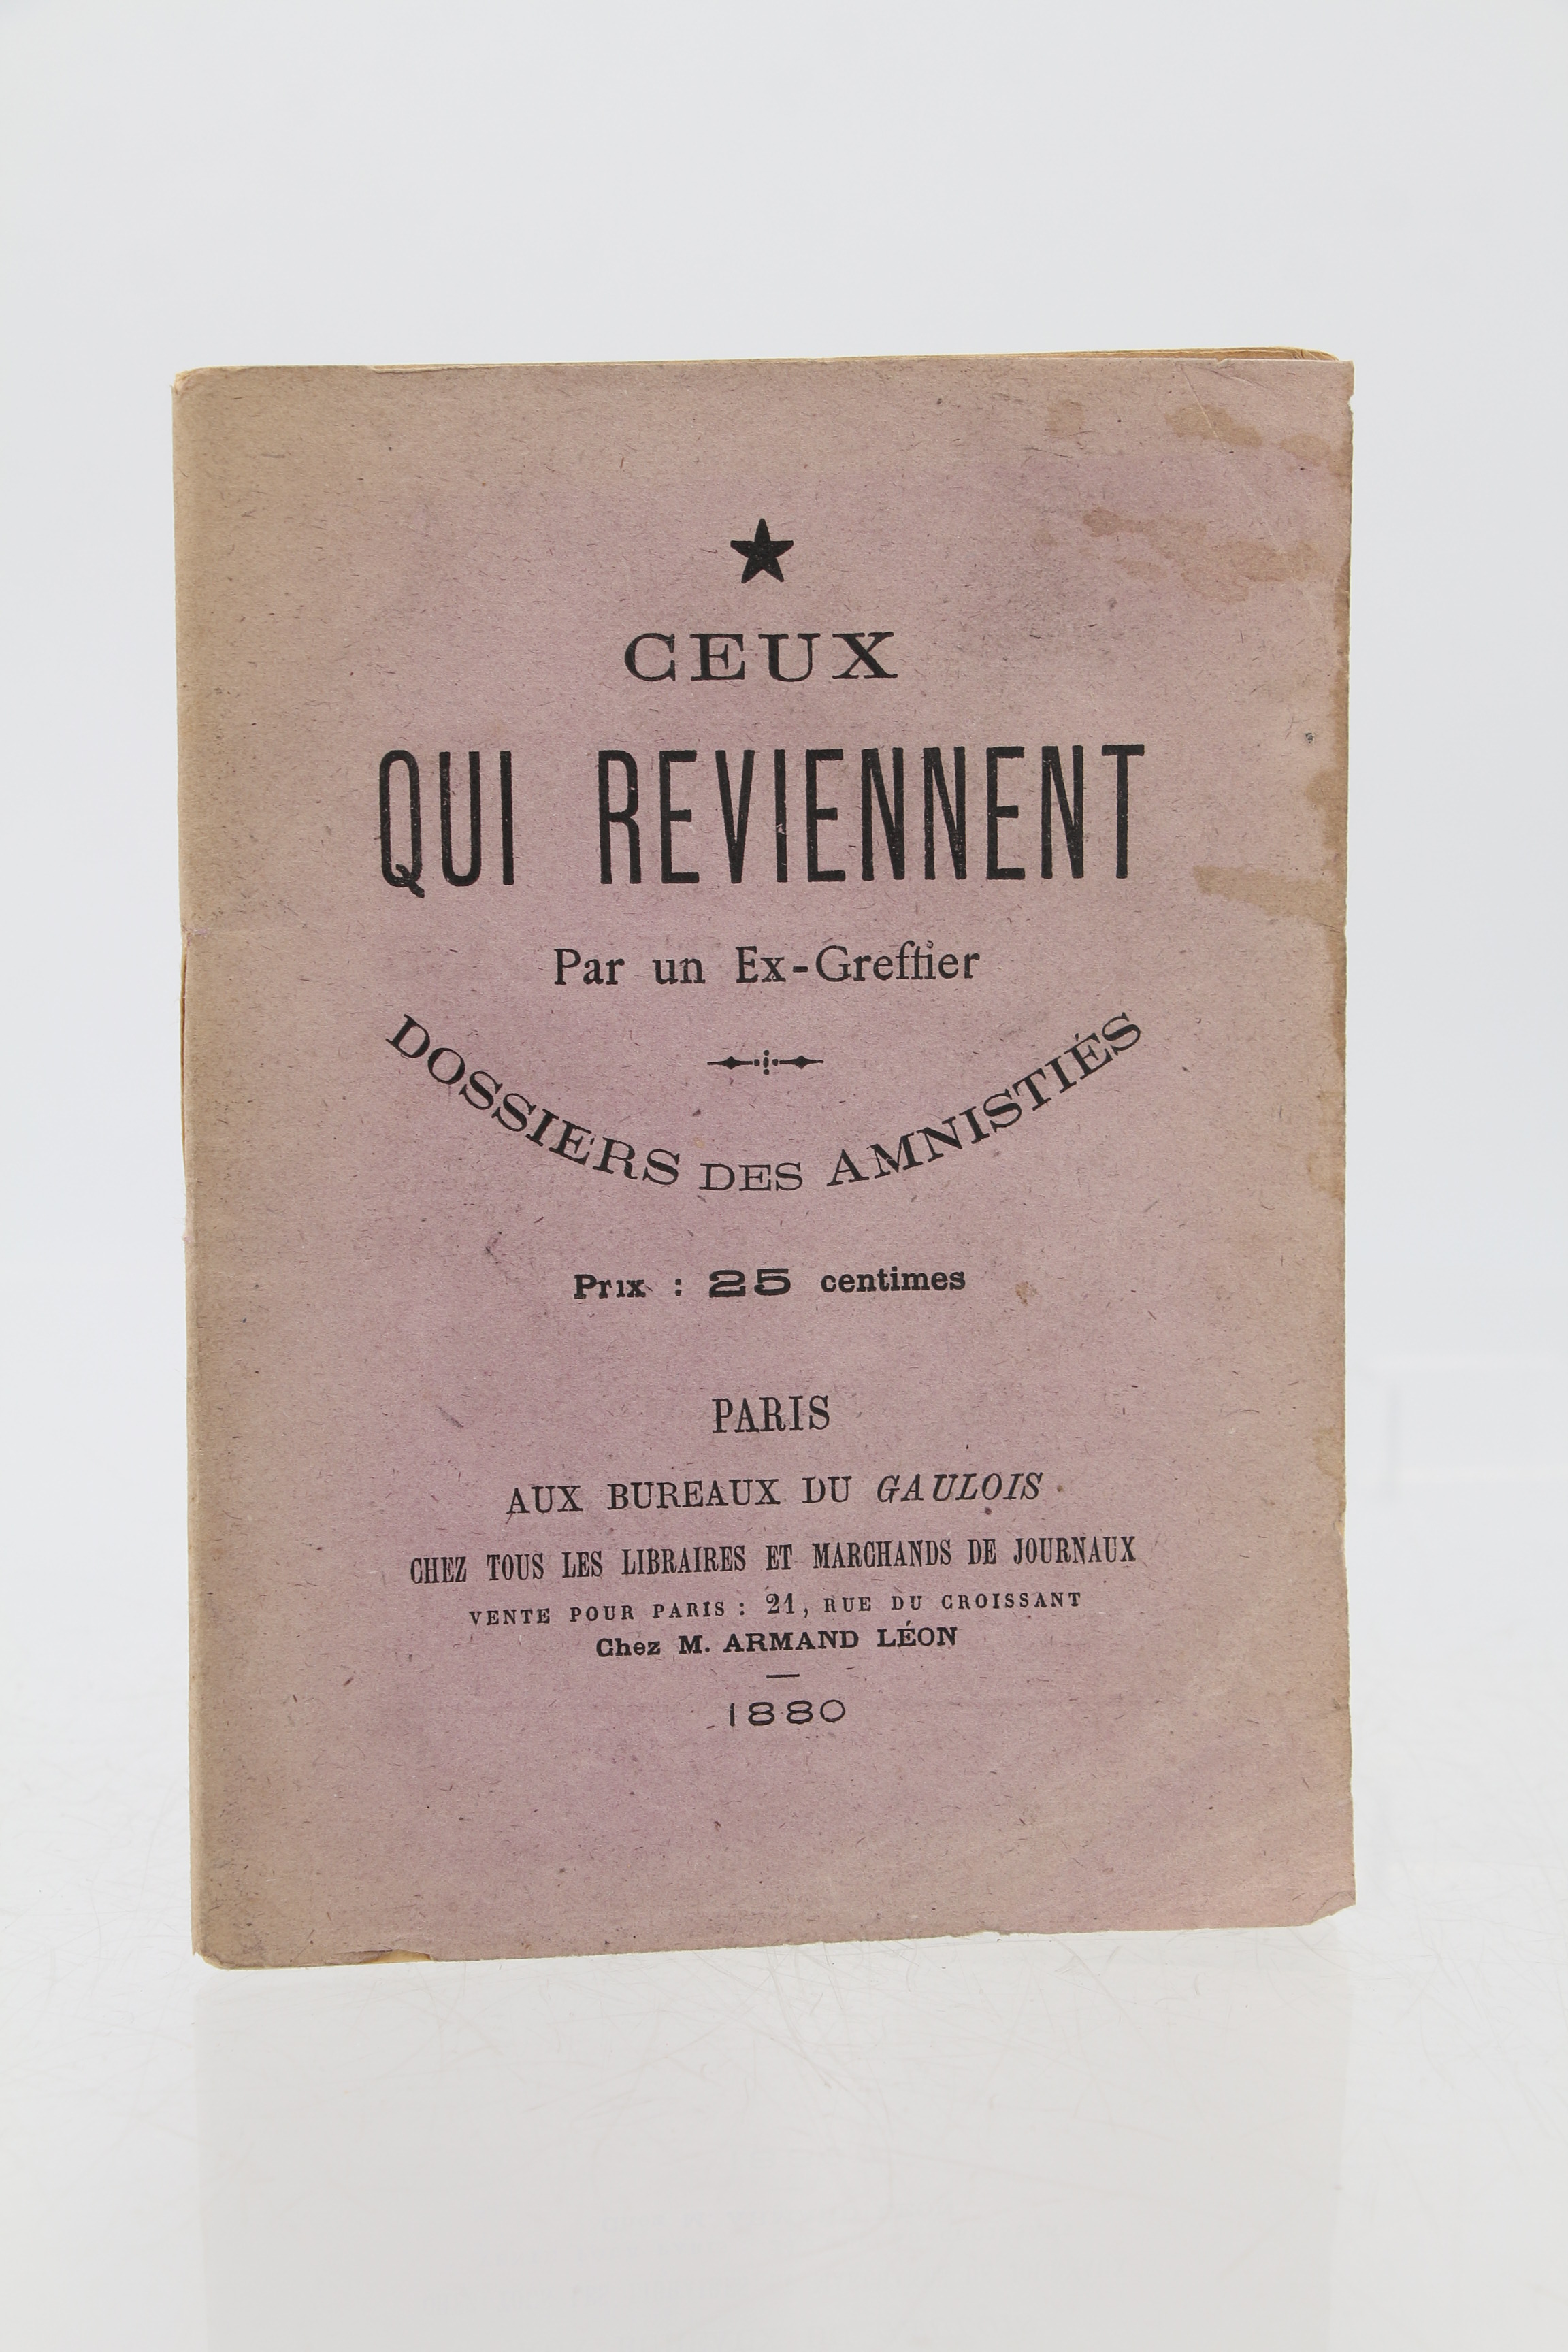 CEUX
QUI REVIENNENT
Par un Ex-Greffier
DOSSIERS DES AMNISTIÉS
Prix : 25 centimes
PARIS
AUX BUREAUX DU GAULOIS
CHEZ TOUS LES LIBRAIRES ET MARCHANDS DE JOURNAUX
VENTE POUR PARIS : 21, RUE DU CROISSANT
Chez M. ARMAND LÉON
1880